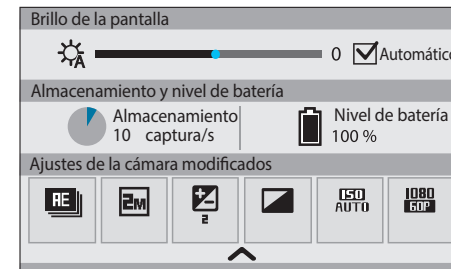 Brillo de la pantalla
A 0 Automático
Almacenamiento y nivel de batería
Almacenamiento Nivel de batería
10 captura/s 100 %
Ajustes de la cámara modificados
AE 2M 2 ISO AUTO 1080 60P